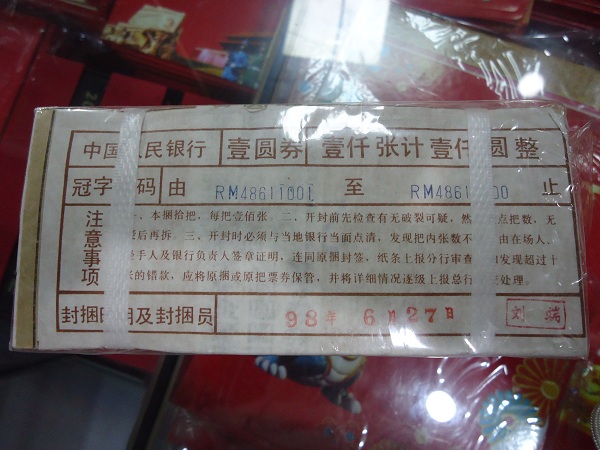 中国人民银行 壹圆券 壹仟张计壹仟圆整
冠字号码 由 RM48611001 至 RM48612000 止
注意事项
一、本捆拾把，每把壹佰张。二、开封前先检查有无破裂可疑，然 点把数，无
误后再拆。三、开封时必须与当地银行当面点清，发现把内张数不 由在场人、
经手人及银行负责人签章证明，连同原捆封签，纸条上报分行审查 发现超过十
张的错款，应将原捆或原把票券保管，并将详细情况逐级上报总行 处理。
封捆日期及封捆员 98年 6月27日 刘端